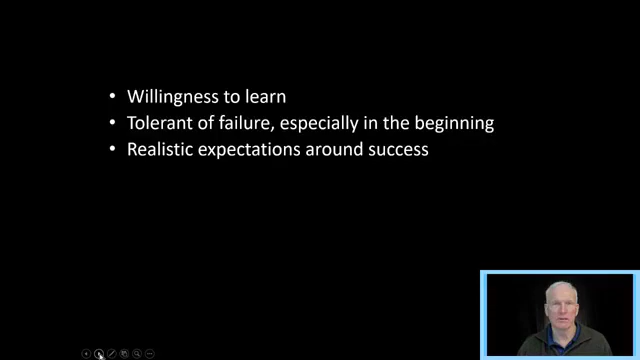 • Willingness to learn
• Tolerant of failure, especially in the beginning
• Realistic expectations around success